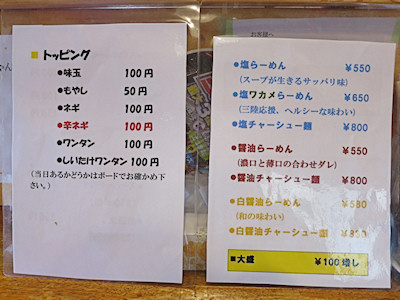 ■ トッピング
●味玉 100円
●もやし 50円
●ネギ 100円
●辛ネギ 100円
●ワンタン 100円
●しいたけワンタン 100円
(当日あるかどうかはボードでお確かめ下さい。)
お客様へ
●塩らーめん ¥550
(スープが生きるサッパリ味)
●塩ワカメらーめん ¥650
(三陸応援、ヘルシーな味わい)
●塩チャーシュー麺 ¥800
●醤油らーめん ¥550
(濃口と薄口の合わせダレ)
●醤油チャーシュー麺 ¥800
●白醤油らーめん ¥580
(和の味わい)
●白醤油チャーシュー麺
■大盛 ¥100増し